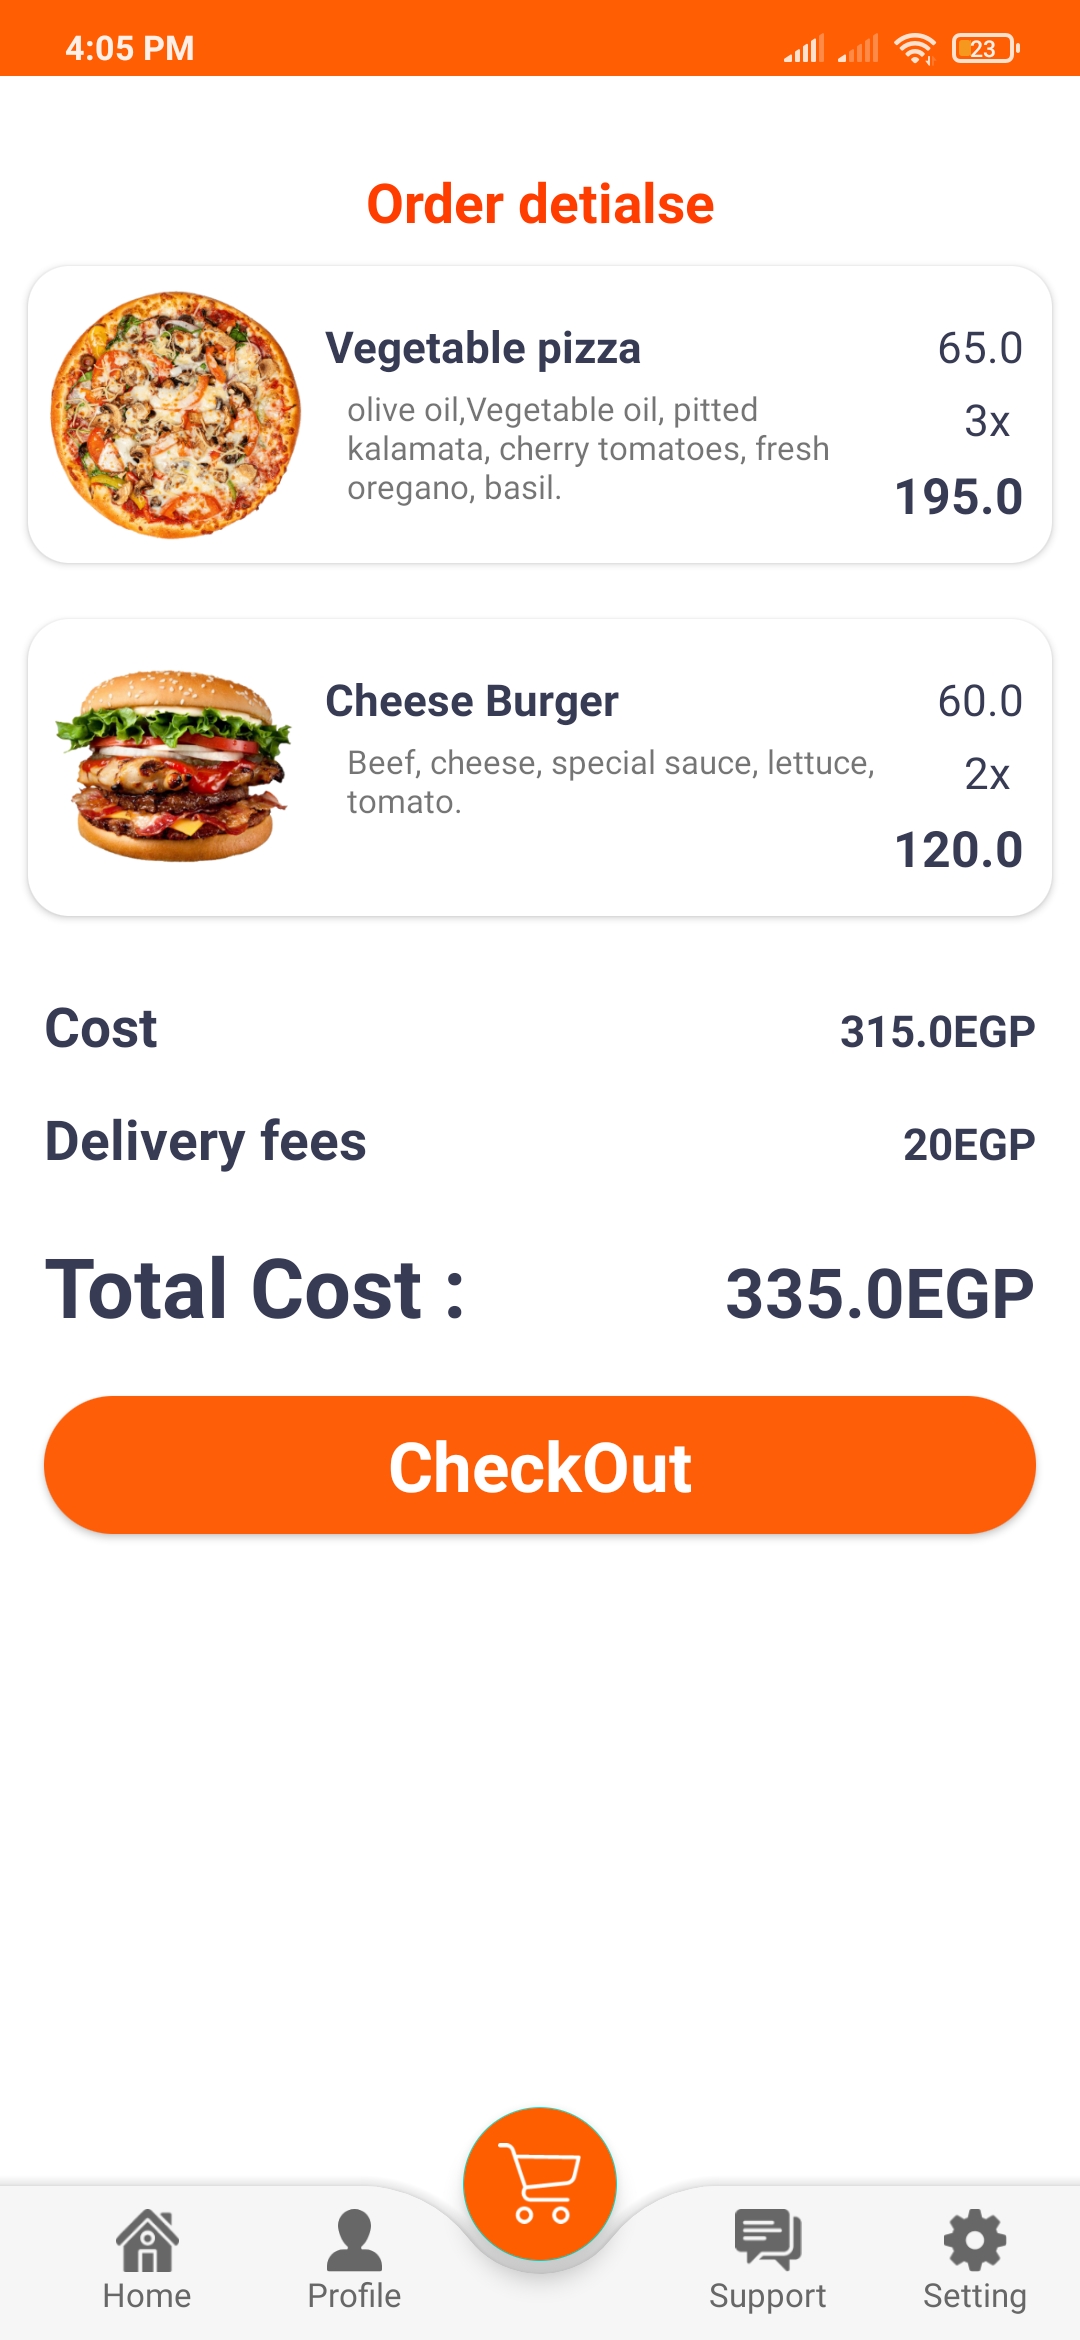 4:05 PM
23
Order detialse
Vegetable pizza
65.0
olive oil,Vegetable oil, pitted
kalamata, cherry tomatoes, fresh
oregano, basil.
3x
195.0
Cheese Burger
60.0
Beef, cheese, special sauce, lettuce,
tomato.
2x
120.0
Cost
315.0EGP
Delivery fees
20EGP
Total Cost :
335.0EGP
CheckOut
Home
Profile
Support
Setting